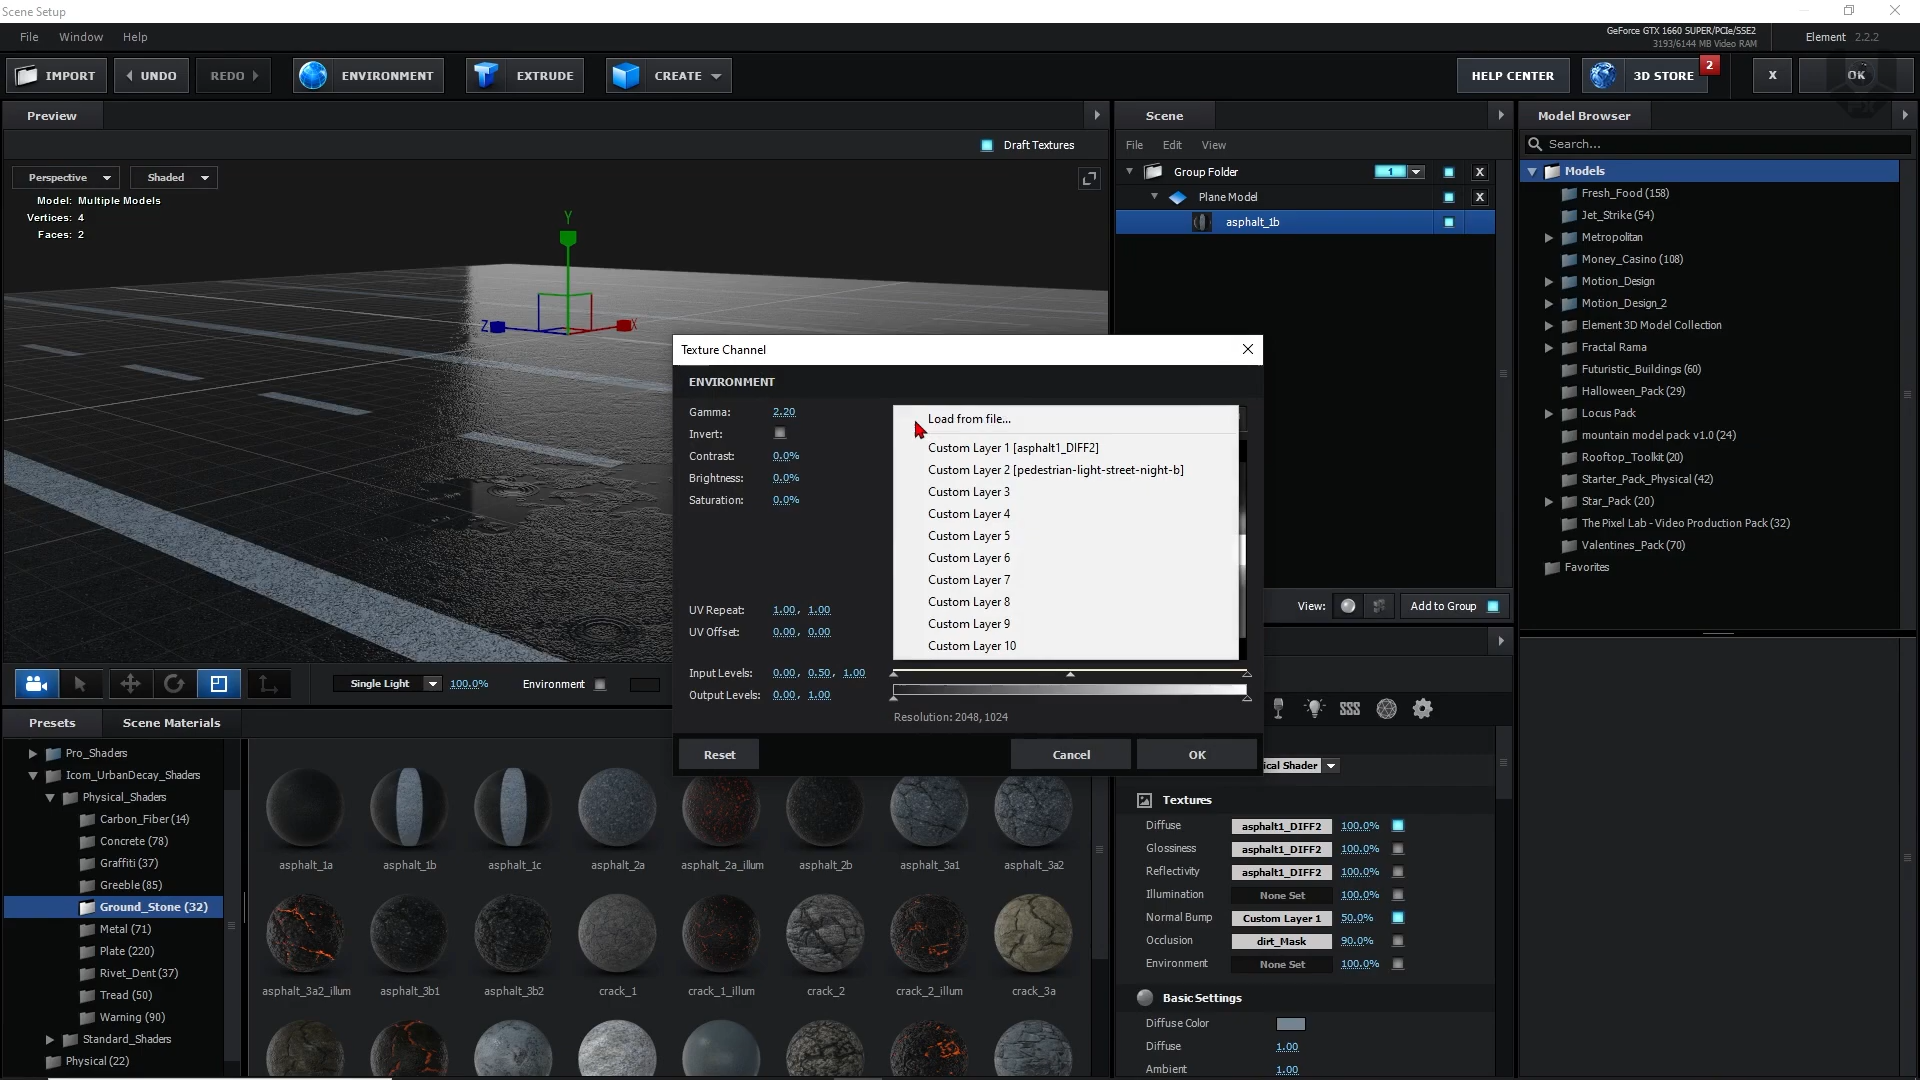 Scene Setup
File Window Help
GeForce GTX 1660 SUPER/PCIe/SSE2
3193/6144 MB Video RAM
Element 2.2.2
IMPORT UNDO REDO ENVIRONMENT EXTRUDE CREATE HELP CENTER 3D STORE 2 X OK
Preview
Draft Textures
Perspective Shaded
Model: Multiple Models
Vertices: 4
Faces: 2
Y
Z X
Scene
File Edit View
Group Folder 1 X
Plane Model X
asphalt_1b
Model Browser
Search...
Models
Fresh_Food (158)
Jet_Strike (54)
Metropolitan
Money_Casino (108)
Motion_Design
Motion_Design_2
Element 3D Model Collection
Fractal Rama
Futuristic_Buildings (60)
Halloween_Pack (29)
Locus Pack
mountain model pack v1.0 (24)
Rooftop_Toolkit (20)
Starter_Pack_Physical (42)
Star_Pack (20)
The Pixel Lab - Video Production Pack (32)
Valentines_Pack (70)
Favorites
Texture Channel
ENVIRONMENT
Gamma: 2.20
Invert:
Contrast: 0.0%
Brightness: 0.0%
Saturation: 0.0%
UV Repeat: 1.00, 1.00
UV Offset: 0.00, 0.00
Input Levels: 0.00, 0.50, 1.00
Output Levels: 0.00, 1.00
Load from file...
Custom Layer 1 [asphalt1_DIFF2]
Custom Layer 2 [pedestrian-light-street-night-b]
Custom Layer 3
Custom Layer 4
Custom Layer 5
Custom Layer 6
Custom Layer 7
Custom Layer 8
Custom Layer 9
Custom Layer 10
Resolution: 2048, 1024
Reset Cancel OK
View: Add to Group
Single Light 100.0% Environment
Presets Scene Materials
Pro_Shaders
Icom_UrbanDecay_Shaders
Physical_Shaders
Carbon_Fiber (14)
Concrete (78)
Graffiti (37)
Greeble (85)
Ground_Stone (32)
Metal (71)
Plate (220)
Rivet_Dent (37)
Tread (50)
Warning (90)
Standard_Shaders
Physical (22)
asphalt_1a asphalt_1b asphalt_1c asphalt_2a asphalt_2a_illum asphalt_2b asphalt_3a1 asphalt_3a2
asphalt_3a2_illum asphalt_3b1 asphalt_3b2 crack_1 crack_1_illum crack_2 crack_2_illum crack_3a
ical Shader
Textures
Diffuse asphalt1_DIFF2 100.0%
Glossiness asphalt1_DIFF2 100.0%
Reflectivity asphalt1_DIFF2 100.0%
Illumination None Set 100.0%
Normal Bump Custom Layer 1 50.0%
Occlusion dirt_Mask 90.0%
Environment None Set 100.0%
Basic Settings
Diffuse Color
Diffuse 1.00
Ambient 1.00